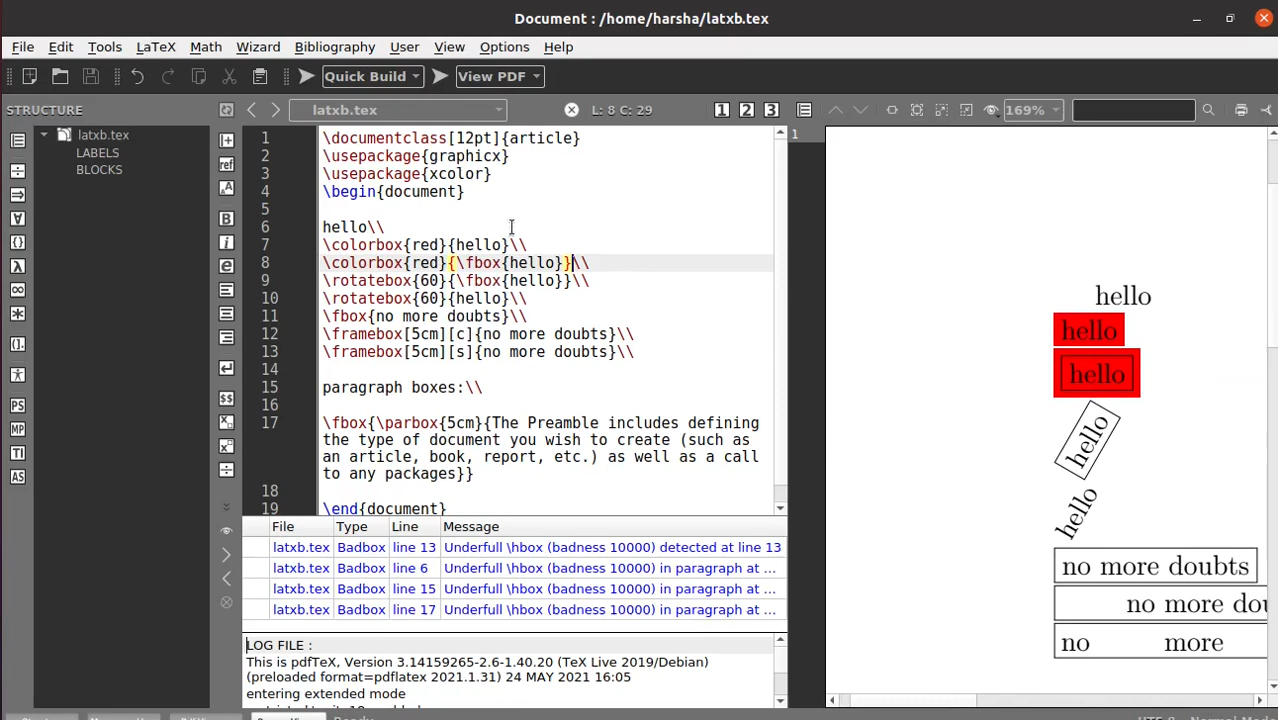 Document : /home/harsha/latxb.tex
File Edit Tools LaTeX Math Wizard Bibliography User View Options Help
Quick Build View PDF
STRUCTURE latxb.tex L: 8 C: 29 1 2 3 169%
latxb.tex
LABELS
BLOCKS
1 \documentclass[12pt]{article}
2 \usepackage{graphicx}
3 \usepackage{xcolor}
4 \begin{document}
5
6 hello\\
7 \colorbox{red}{hello}\\
8 \colorbox{red}{\fbox{hello}}\\
9 \rotatebox{60}{\fbox{hello}}\\
10 \rotatebox{60}{hello}\\
11 \fbox{no more doubts}\\
12 \framebox[5cm][c]{no more doubts}\\
13 \framebox[5cm][s]{no more doubts}\\
14
15 paragraph boxes:\\
16
17 \fbox{\parbox{5cm}{The Preamble includes defining
the type of document you wish to create (such as
an article, book, report, etc.) as well as a call
to any packages}}
18
19 \end{document}
File Type Line Message
latxb.tex Badbox line 13 Underfull \hbox (badness 10000) detected at line 13
latxb.tex Badbox line 6 Underfull \hbox (badness 10000) in paragraph at ...
latxb.tex Badbox line 15 Underfull \hbox (badness 10000) in paragraph at ...
latxb.tex Badbox line 17 Underfull \hbox (badness 10000) in paragraph at ...
LOG FILE :
This is pdfTeX, Version 3.14159265-2.6-1.40.20 (TeX Live 2019/Debian)
(preloaded format=pdflatex 2021.1.31) 24 MAY 2021 16:05
entering extended mode
1
hello
hello
hello
hello
hello
no more doubts
no more dou
no more